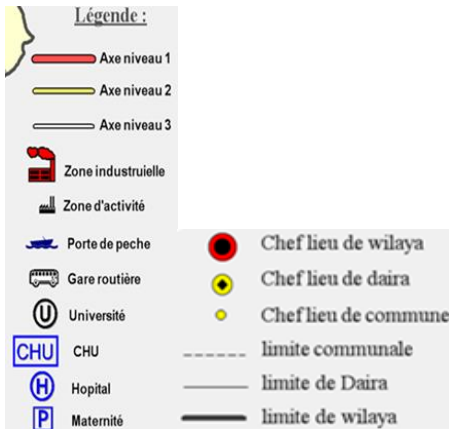 Légende :
Axe niveau 1
Axe niveau 2
Axe niveau 3
Zone industruielle
Zone d'activité
Porte de peche
Gare routière
U Université
CHU CHU
H Hopital
P Maternité
Chef lieu de wilaya
Chef lieu de daira
Chef lieu de commune
limite communale
limite de Daira
limite de wilaya